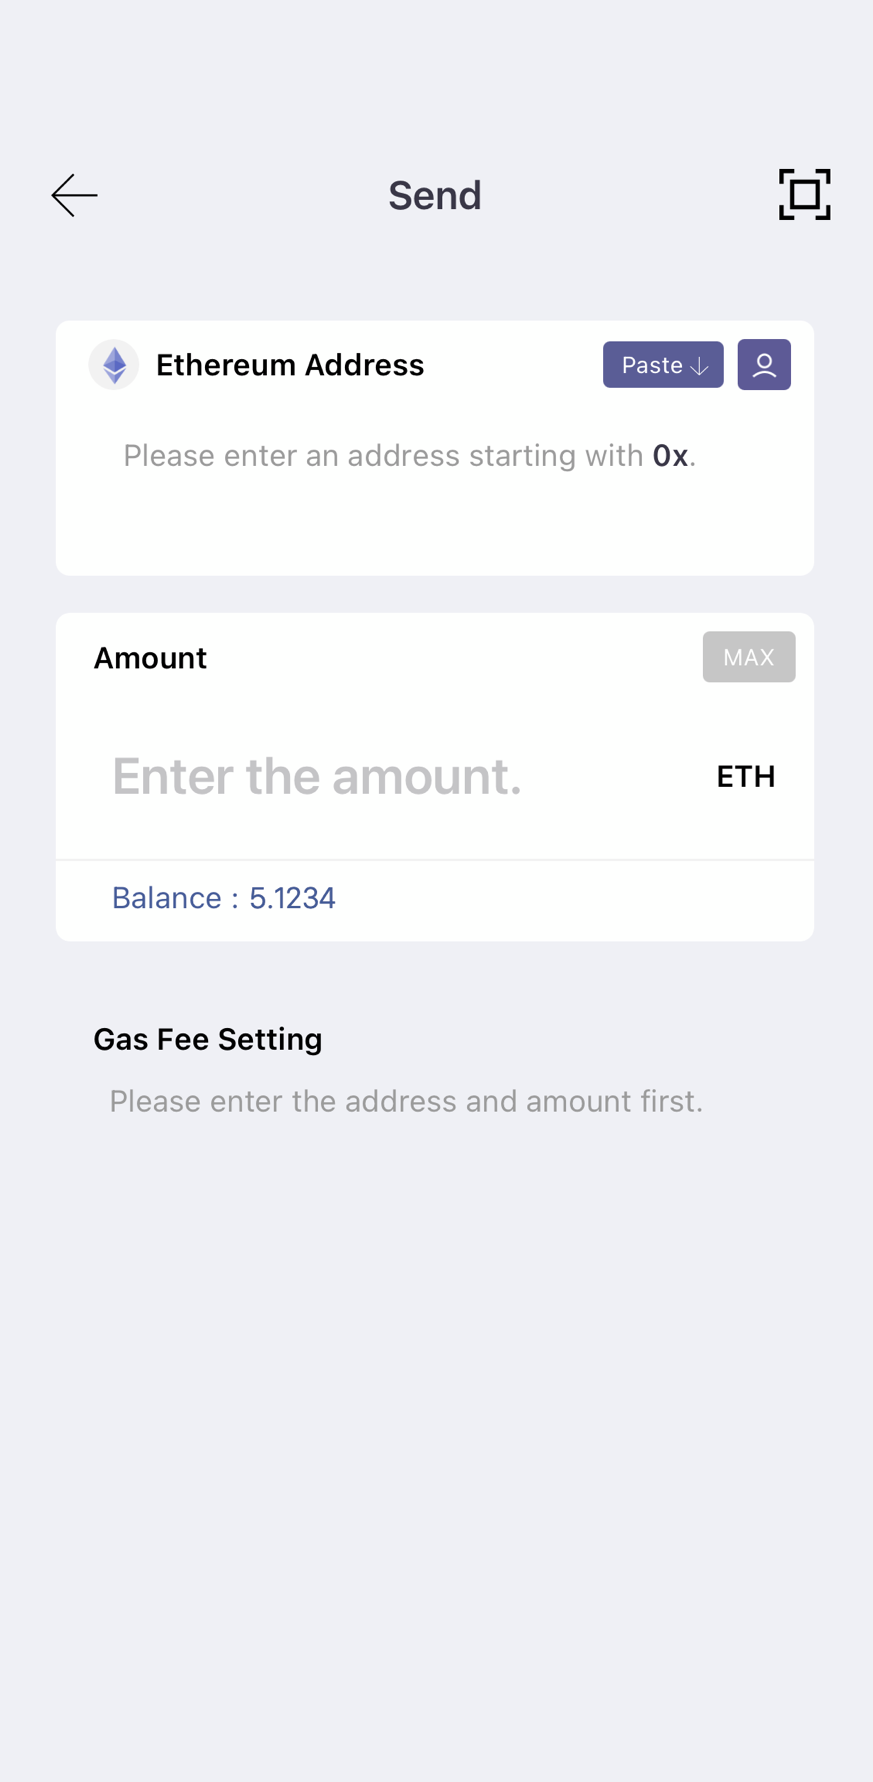 Send
Ethereum Address
Paste ↓
Please enter an address starting with 0x.
Amount
MAX
Enter the amount.
ETH
Balance : 5.1234
Gas Fee Setting
Please enter the address and amount first.